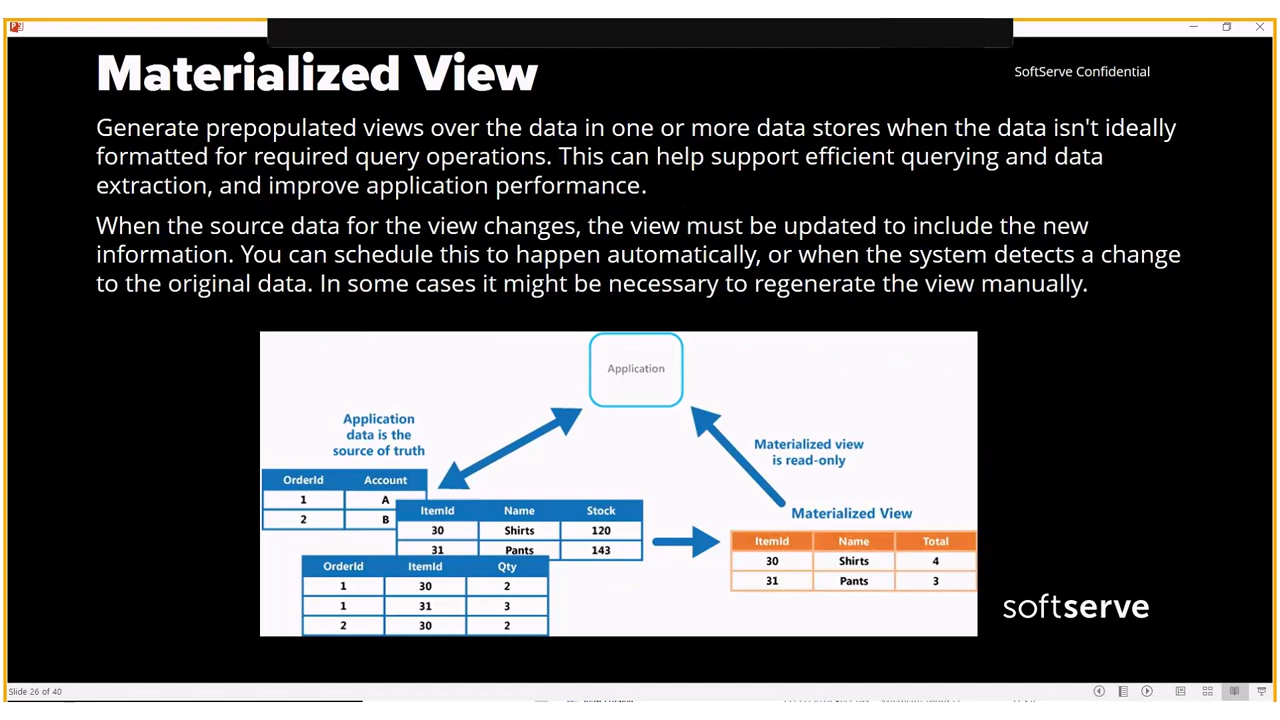 Materialized View
SoftServe Confidential
Generate prepopulated views over the data in one or more data stores when the data isn't ideally
formatted for required query operations. This can help support efficient querying and data
extraction, and improve application performance.
When the source data for the view changes, the view must be updated to include the new
information. You can schedule this to happen automatically, or when the system detects a change
to the original data. In some cases it might be necessary to regenerate the view manually.
Application
Application
data is the
source of truth
Materialized view
is read-only
OrderId Account
1 A
2 B
ItemId Name Stock
30 Shirts 120
31 Pants 143
OrderId ItemId Qty
1 30 2
1 31 3
2 30 2
Materialized View
ItemId Name Total
30 Shirts 4
31 Pants 3
softserve
Slide 26 of 40